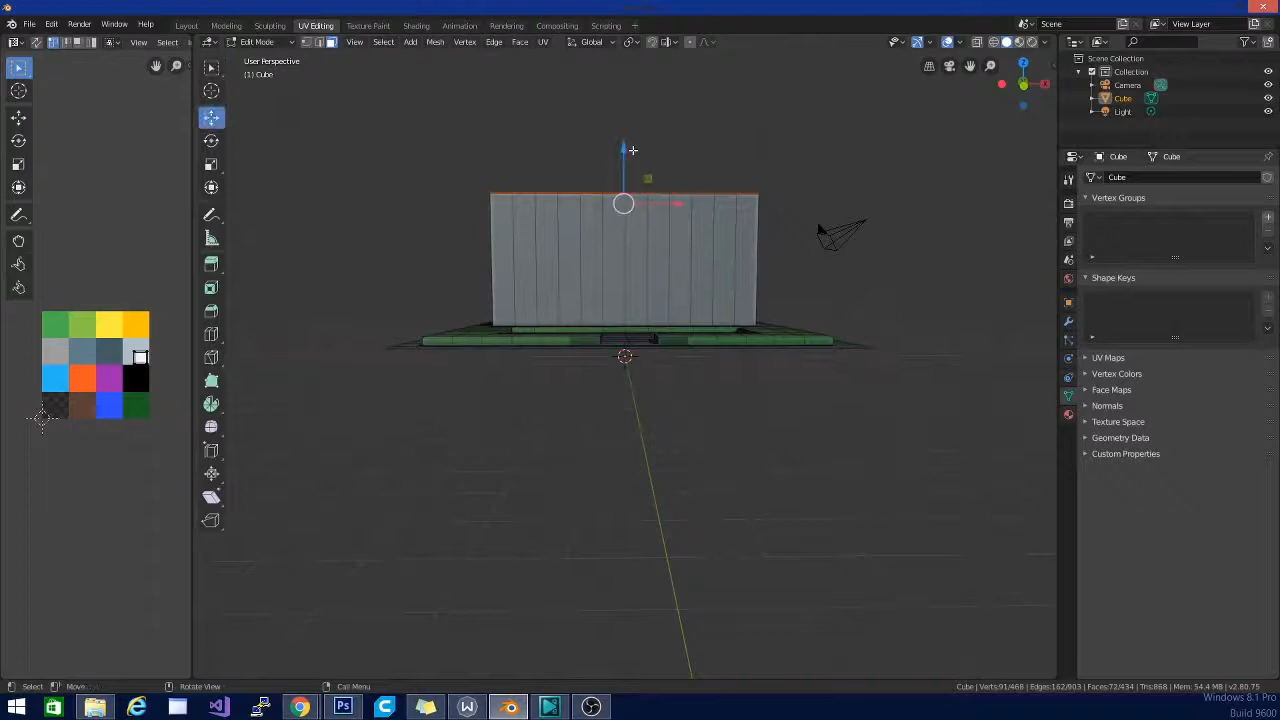 File Edit Render Window Help
Layout Modeling Sculpting UV Editing Texture Paint Shading Animation Rendering Compositing Scripting
Scene
View Layer
View Select
Edit Mode
View Select Add Mesh Vertex Edge Face UV
Global
User Perspective
(1) Cube
Z
X
Scene Collection
Collection
Camera
Cube
Light
Cube Cube
Cube
Vertex Groups
Shape Keys
UV Maps
Vertex Colors
Face Maps
Normals
Texture Space
Geometry Data
Custom Properties
Select Move Rotate View Call Menu
Cube | Verts:91/468 | Edges:162/903 | Faces:72/434 | Tris:868 | Mem: 54.4 MB | v2.80.75
Windows 8.1 Pro
Build 9600